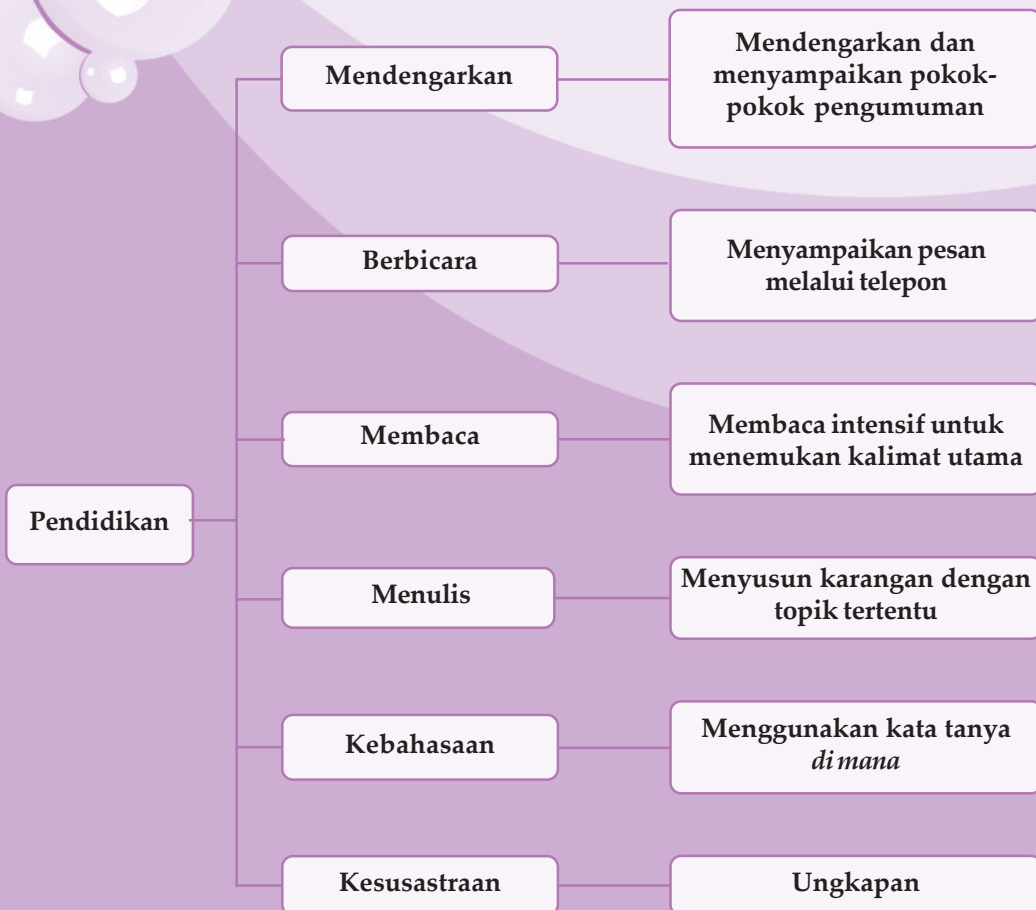 Mendengarkan
Mendengarkan dan
menyampaikan pokok-
pokok pengumuman
Berbicara
Menyampaikan pesan
melalui telepon
Membaca
Membaca intensif untuk
menemukan kalimat utama
Pendidikan
Menulis
Menyusun karangan dengan
topik tertentu
Kebahasaan
Menggunakan kata tanya
di mana
Kesusastraan
Ungkapan